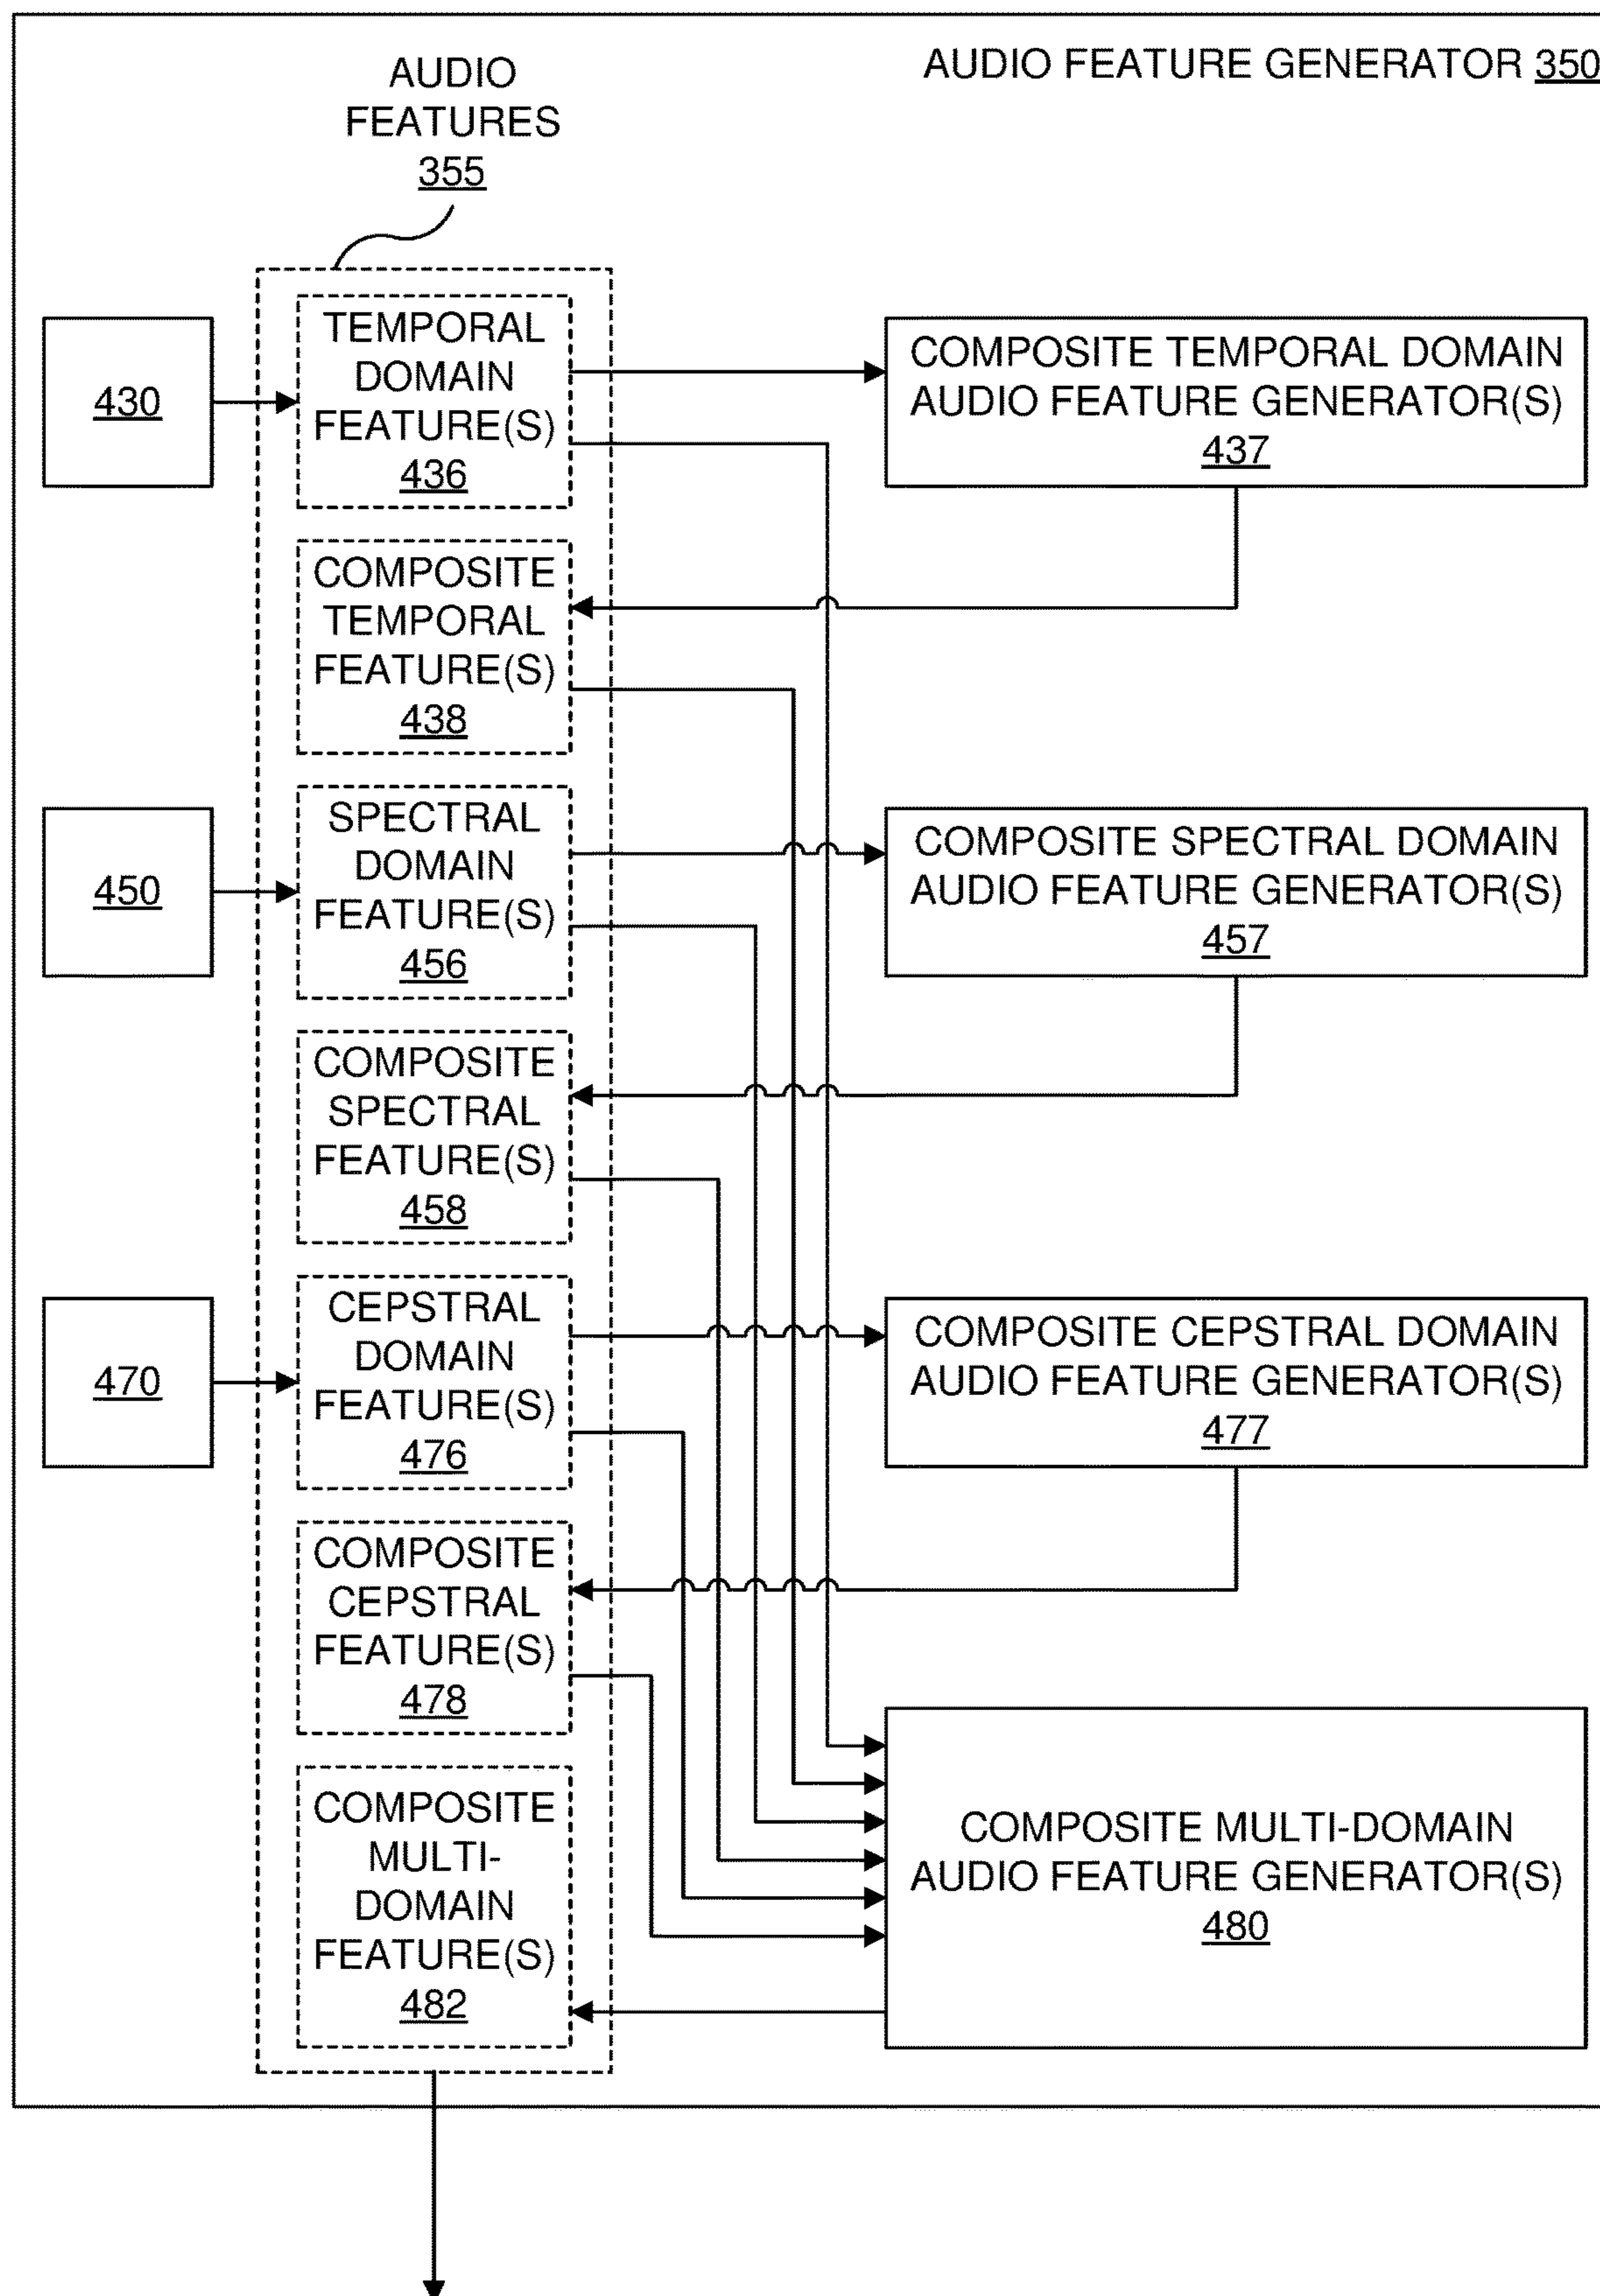 AUDIO FEATURE GENERATOR 350
AUDIO
FEATURES
355
430
TEMPORAL
DOMAIN
FEATURE(S)
436
COMPOSITE TEMPORAL DOMAIN
AUDIO FEATURE GENERATOR(S)
437
COMPOSITE
TEMPORAL
FEATURE(S)
438
450
SPECTRAL
DOMAIN
FEATURE(S)
456
COMPOSITE SPECTRAL DOMAIN
AUDIO FEATURE GENERATOR(S)
457
COMPOSITE
SPECTRAL
FEATURE(S)
458
470
CEPSTRAL
DOMAIN
FEATURE(S)
476
COMPOSITE CEPSTRAL DOMAIN
AUDIO FEATURE GENERATOR(S)
477
COMPOSITE
CEPSTRAL
FEATURE(S)
478
COMPOSITE
MULTI-
DOMAIN
FEATURE(S)
482
COMPOSITE MULTI-DOMAIN
AUDIO FEATURE GENERATOR(S)
480